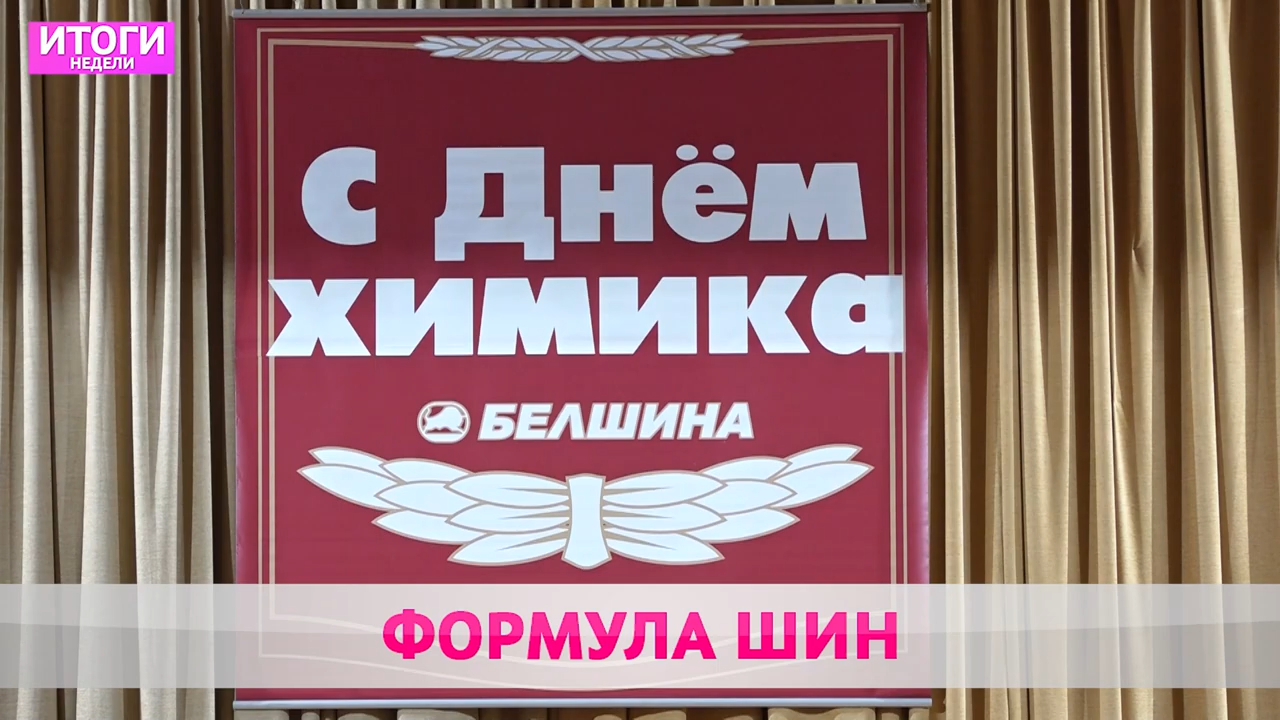 ИТОГИ
НЕДЕЛИ
С Днём
химика
БЕЛШИНА
ФОРМУЛА ШИН